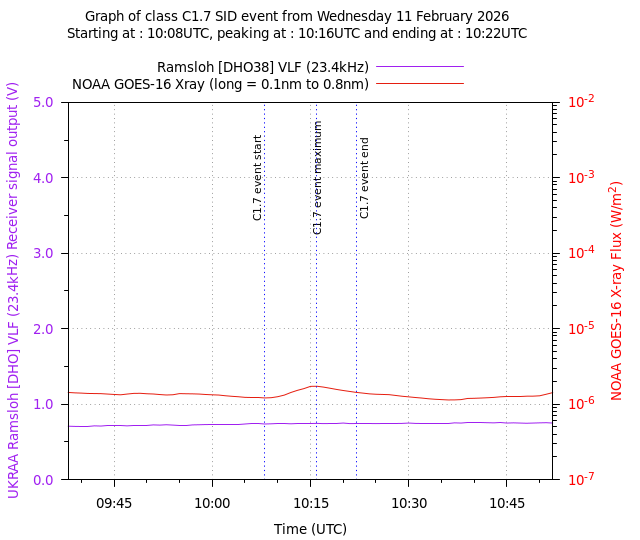 Graph of class C1.7 SID event from Wednesday 11 February 2026
Starting at : 10:08UTC, peaking at : 10:16UTC and ending at : 10:22UTC
Ramsloh [DHO38] VLF (23.4kHz)
NOAA GOES-16 Xray (long = 0.1nm to 0.8nm)
UKRAA Ramsloh [DHO] VLF (23.4kHz) Receiver signal output (V)
5.0
4.0
3.0
2.0
1.0
0.0
C1.7 event start
C1.7 event maximum
C1.7 event end
10-2
10-3
10-4
10-5
10-6
10-7
NOAA GOES-16 X-ray Flux (W/m2)
09:45 10:00 10:15 10:30 10:45
Time (UTC)